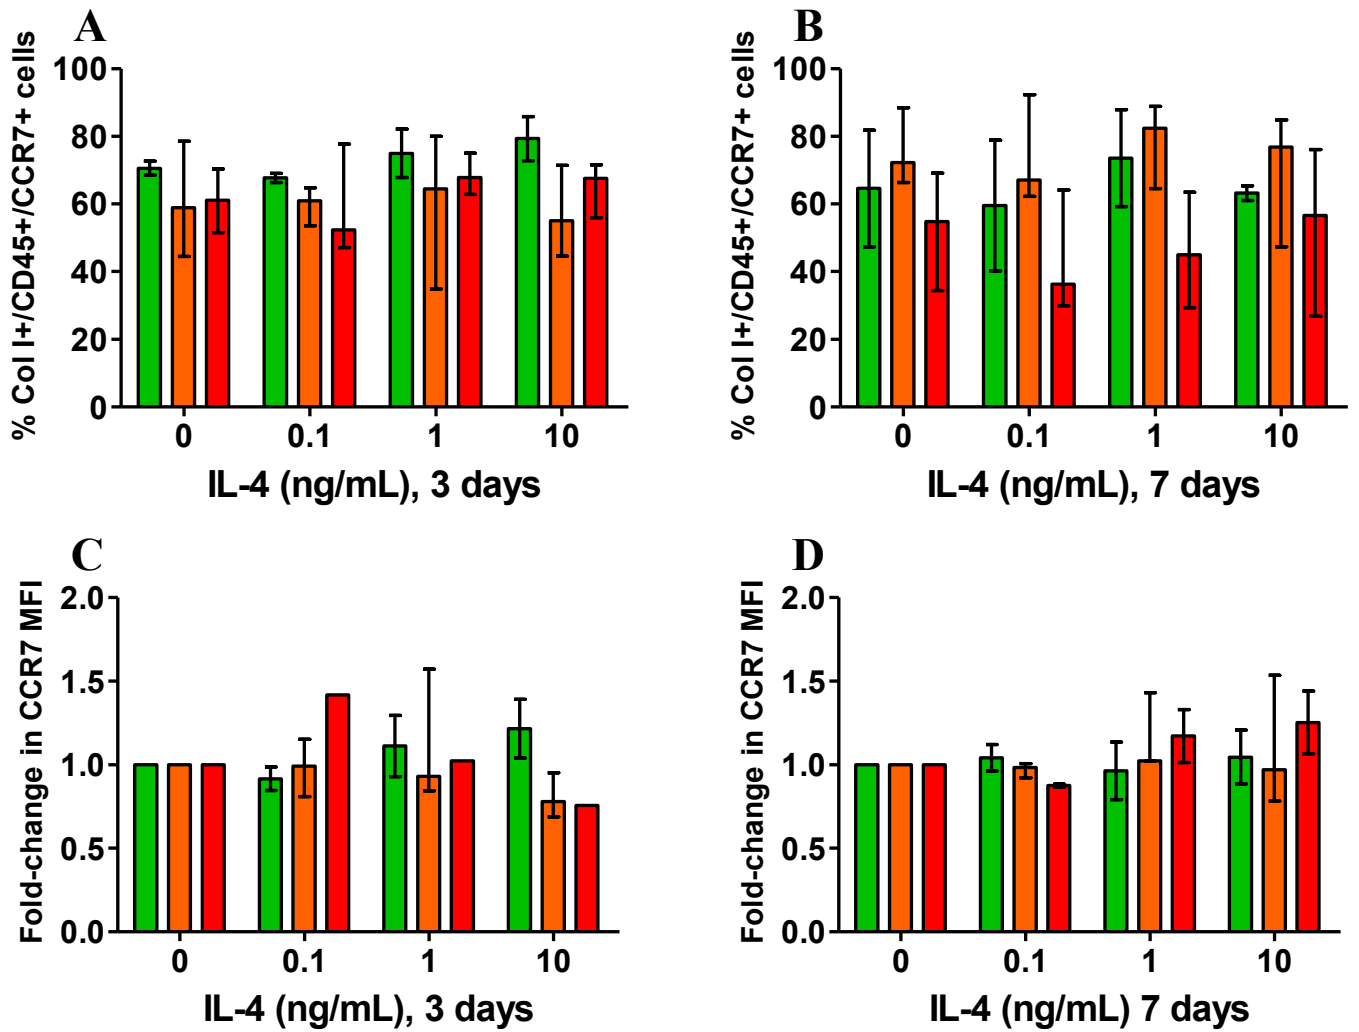 A
% Col I+/CD45+/CCR7+ cells
100
80
60
40
20
0
0 0.1 1 10
IL-4 (ng/mL), 3 days
B
% Col I+/CD45+/CCR7+ cells
100
80
60
40
20
0
0 0.1 1 10
IL-4 (ng/mL), 7 days
C
Fold-change in CCR7 MFI
2.0
1.5
1.0
0.5
0.0
0 0.1 1 10
IL-4 (ng/mL), 3 days
D
Fold-change in CCR7 MFI
2.0
1.5
1.0
0.5
0.0
0 0.1 1 10
IL-4 (ng/mL) 7 days